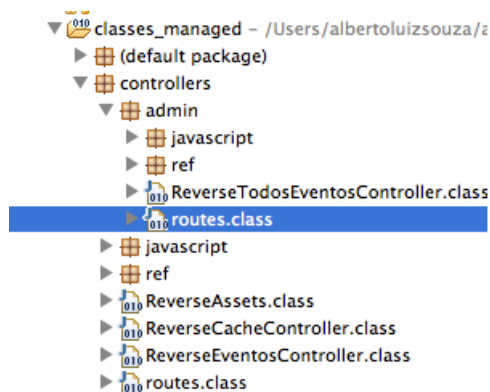 classes_managed – /Users/albertoluizsouza/a
(default package)
controllers
admin
javascript
ref
ReverseTodosEventosController.class
routes.class
javascript
ref
ReverseAssets.class
ReverseCacheController.class
ReverseEventosController.class
routes.class